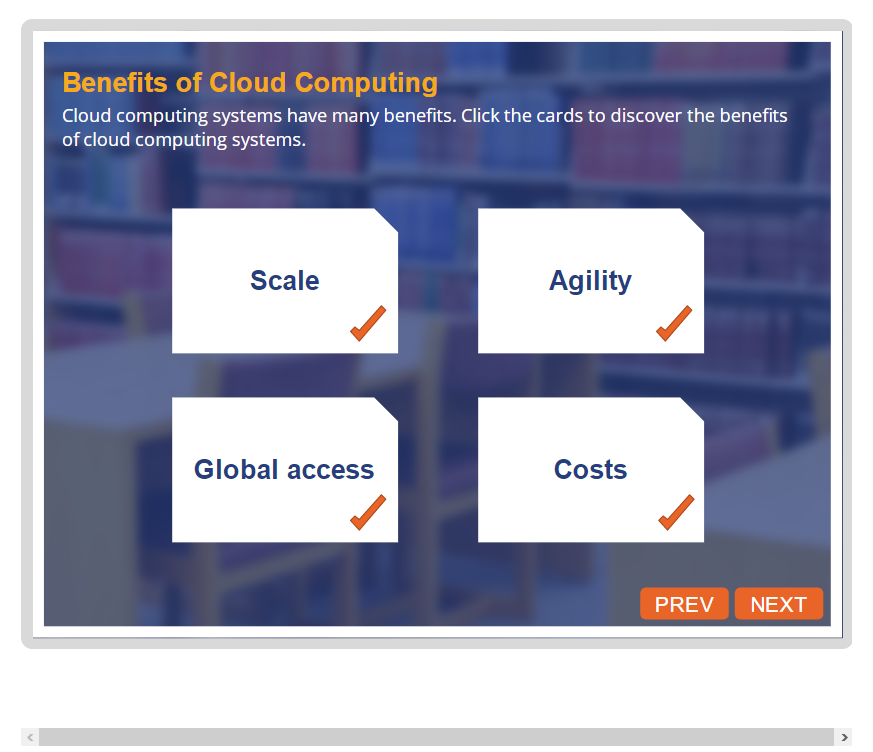 Benefits of Cloud Computing
Cloud computing systems have many benefits. Click the cards to discover the benefits
of cloud computing systems.
Scale
Agility
Global access
Costs
PREV
NEXT